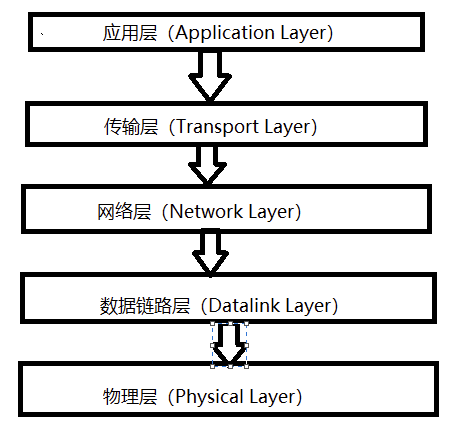 应用层（Application Layer）
传输层（Transport Layer）
网络层（Network Layer）
数据链路层（Datalink Layer）
物理层（Physical Layer）